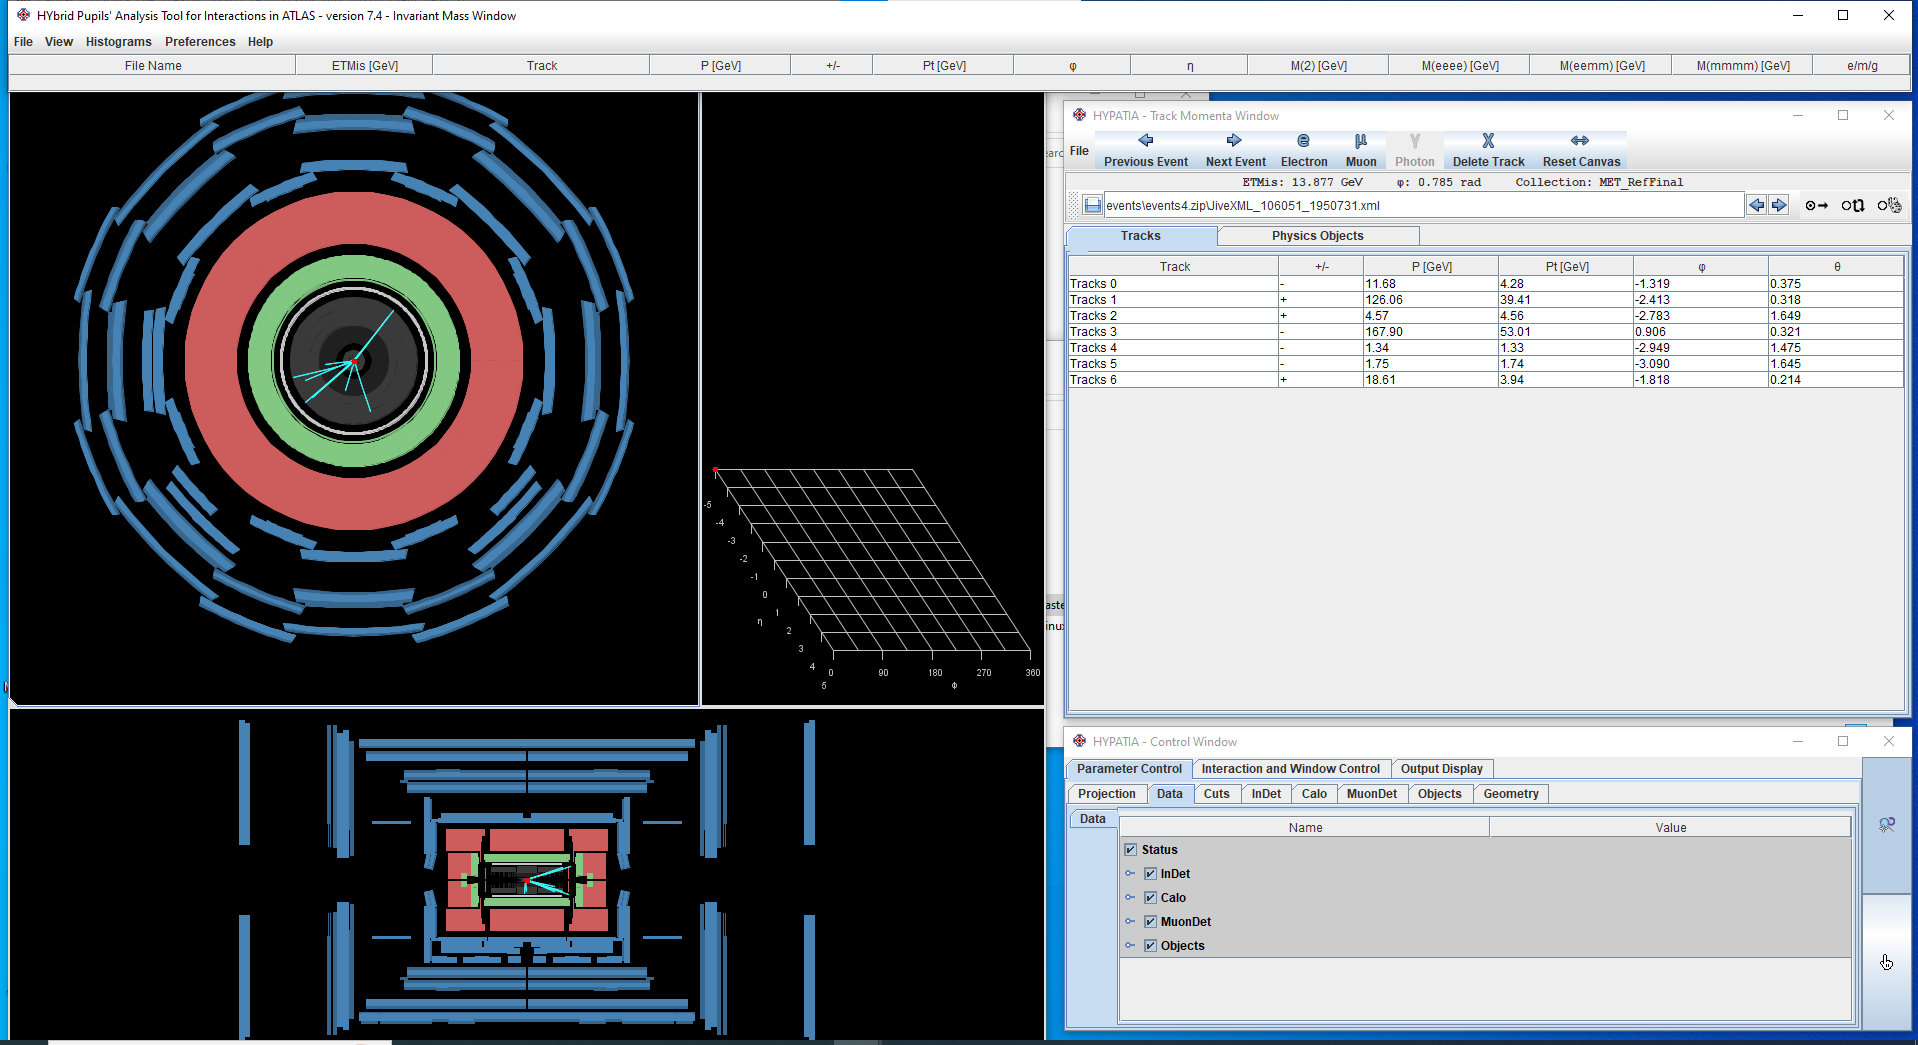 HYbrid Pupils' Analysis Tool for Interactions in ATLAS - version 7.4 - Invariant Mass Window
File View Histograms Preferences Help
File Name ETMis [GeV] Track P [GeV] +/- Pt [GeV] φ η M(2) [GeV] M(eeee) [GeV] M(eemm) [GeV] M(mmmm) [GeV] e/m/g
-5
-4
-3
-2
-1
0
1
2
3
4
5
η
0 90 180 270 360
Φ
HYPATIA - Track Momenta Window
File Previous Event Next Event Electron Muon Photon Delete Track Reset Canvas
ETMis: 13.877 GeV φ: 0.785 rad Collection: MET_RefFinal
events\events4.zip\JiveXML_106051_1950731.xml
Tracks Physics Objects
Track +/- P [GeV] Pt [GeV] φ θ
Tracks 0 - 11.68 4.28 -1.319 0.375
Tracks 1 + 126.06 39.41 -2.413 0.318
Tracks 2 + 4.57 4.56 -2.783 1.649
Tracks 3 - 167.90 53.01 0.906 0.321
Tracks 4 - 1.34 1.33 -2.949 1.475
Tracks 5 - 1.75 1.74 -3.090 1.645
Tracks 6 + 18.61 3.94 -1.818 0.214
HYPATIA - Control Window
Parameter Control Interaction and Window Control Output Display
Projection Data Cuts InDet Calo MuonDet Objects Geometry
Data
Name Value
Status
InDet
Calo
MuonDet
Objects